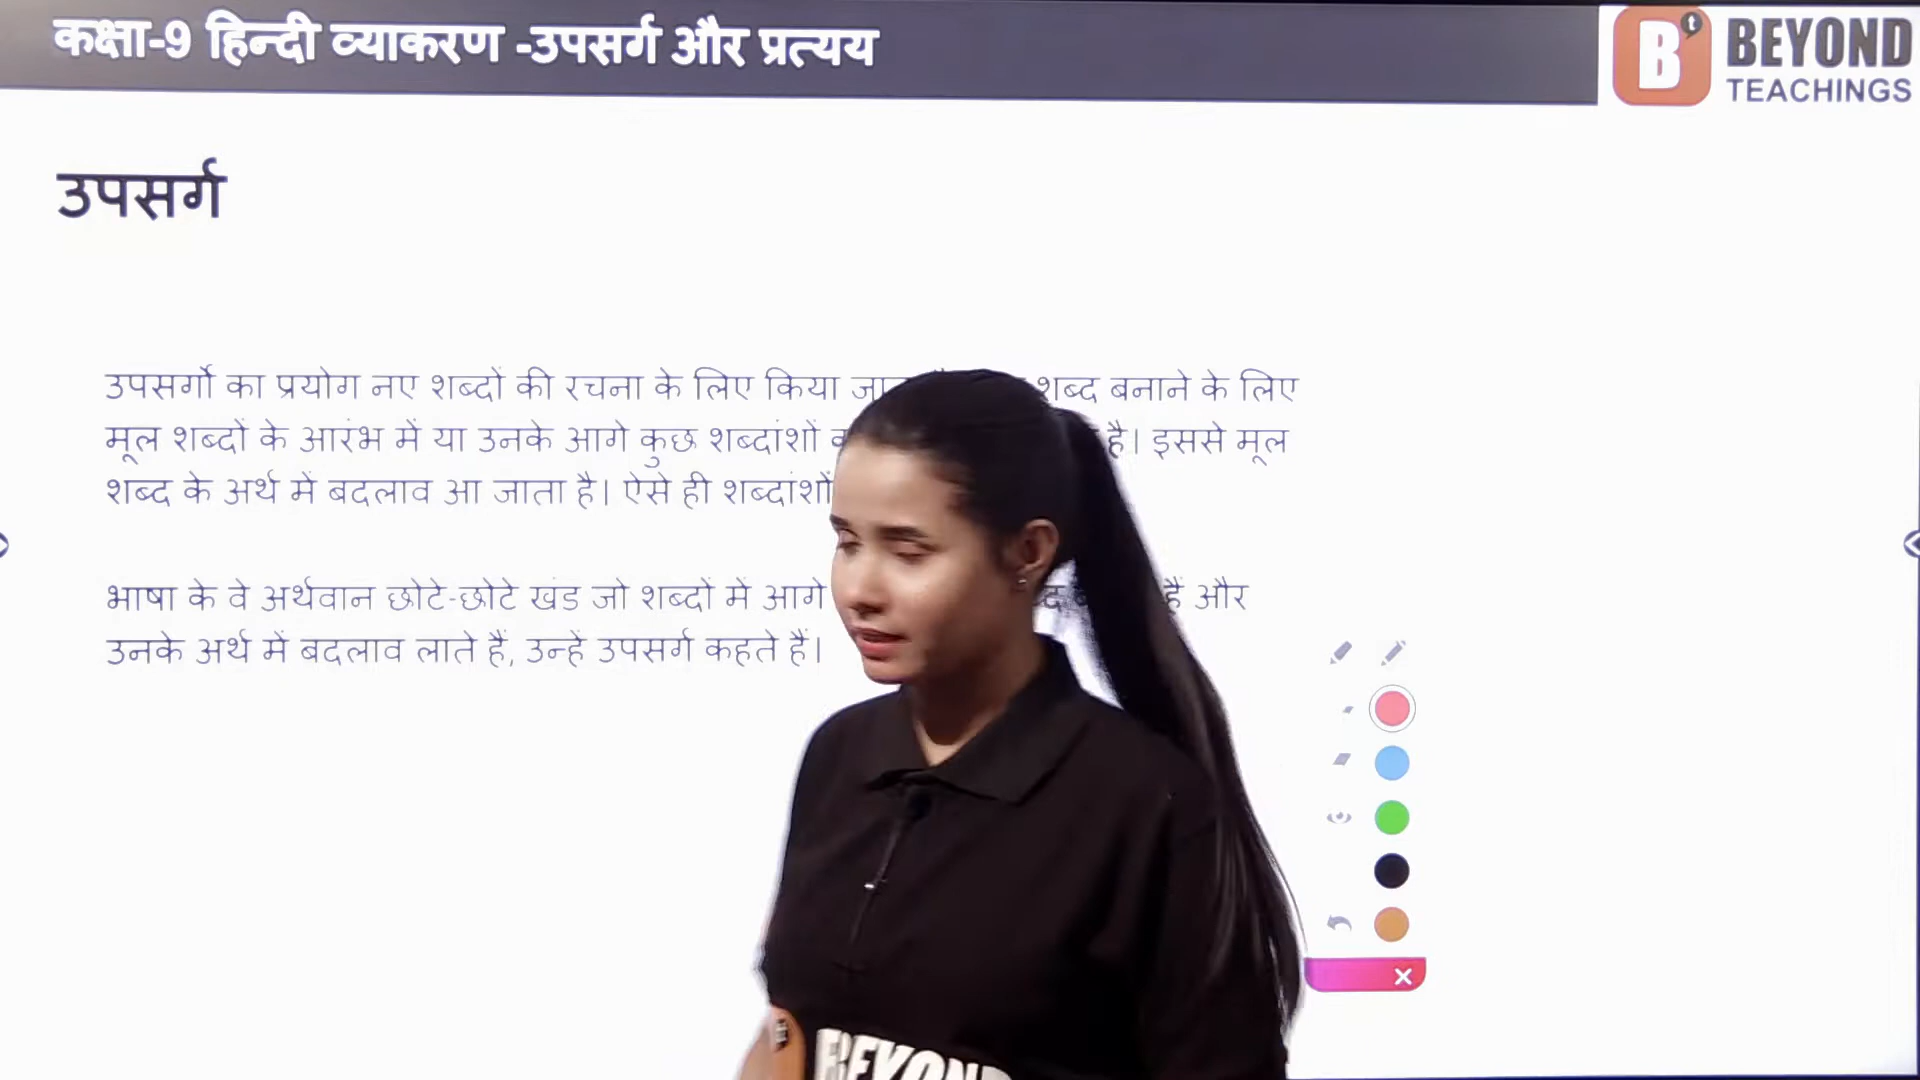 कक्षा-9 हिन्दी व्याकरण -उपसर्ग और प्रत्यय
B t BEYOND
TEACHINGS
उपसर्ग
उपसर्गो का प्रयोग नए शब्दों की रचना के लिए किया शब्द बनाने के लिए
मूल शब्दों के आरंभ में या उनके आगे कुछ शब्दांशों है। इससे मूल
शब्द के अर्थ में बदलाव आ जाता है। ऐसे ही शब्दांशों
भाषा के वे अर्थवान छोटे-छोटे खंड जो शब्दों में आगे हैं और
उनके अर्थ में बदलाव लाते हैं, उन्हें उपसर्ग कहते हैं।
BEYOND